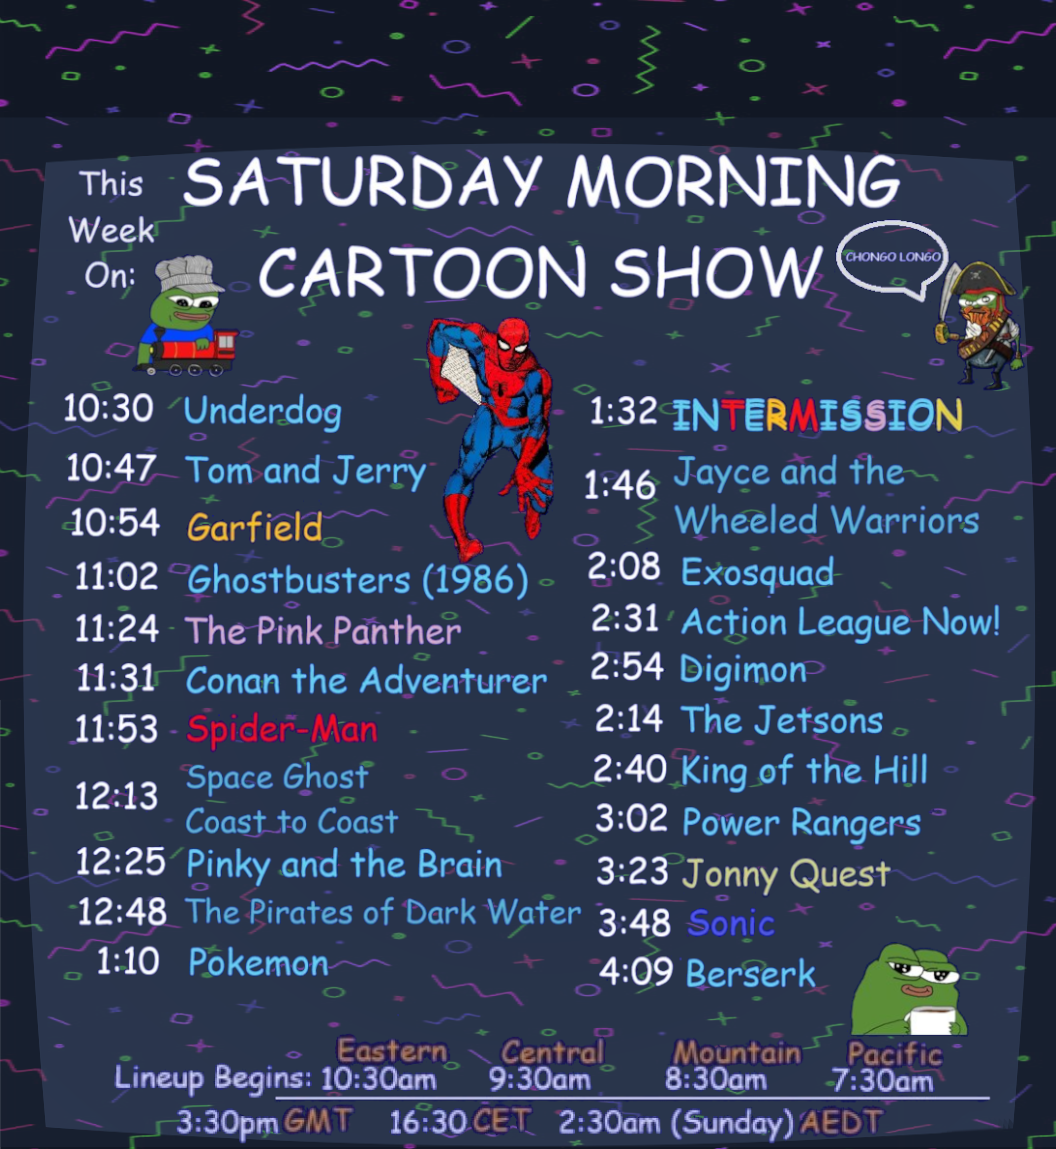 This
Week
On:
SATURDAY MORNING
CARTOON SHOW
CHONGO LONGO
10:30 Underdog
10:47 Tom and Jerry
10:54 Garfield
11:02 Ghostbusters (1986)
11:24 The Pink Panther
11:31 Conan the Adventurer
11:53 Spider-Man
12:13 Space Ghost
Coast to Coast
12:25 Pinky and the Brain
12:48 The Pirates of Dark Water
1:10 Pokemon
1:32 INTERMISSION
1:46 Jayce and the
Wheeled Warriors
2:08 Exosquad
2:31 Action League Now!
2:54 Digimon
2:14 The Jetsons
2:40 King of the Hill
3:02 Power Rangers
3:23 Jonny Quest
3:48 Sonic
4:09 Berserk
Eastern Central Mountain Pacific
Lineup Begins: 10:30am 9:30am 8:30am 7:30am
3:30pm GMT 16:30 CET 2:30am (Sunday) AEDT